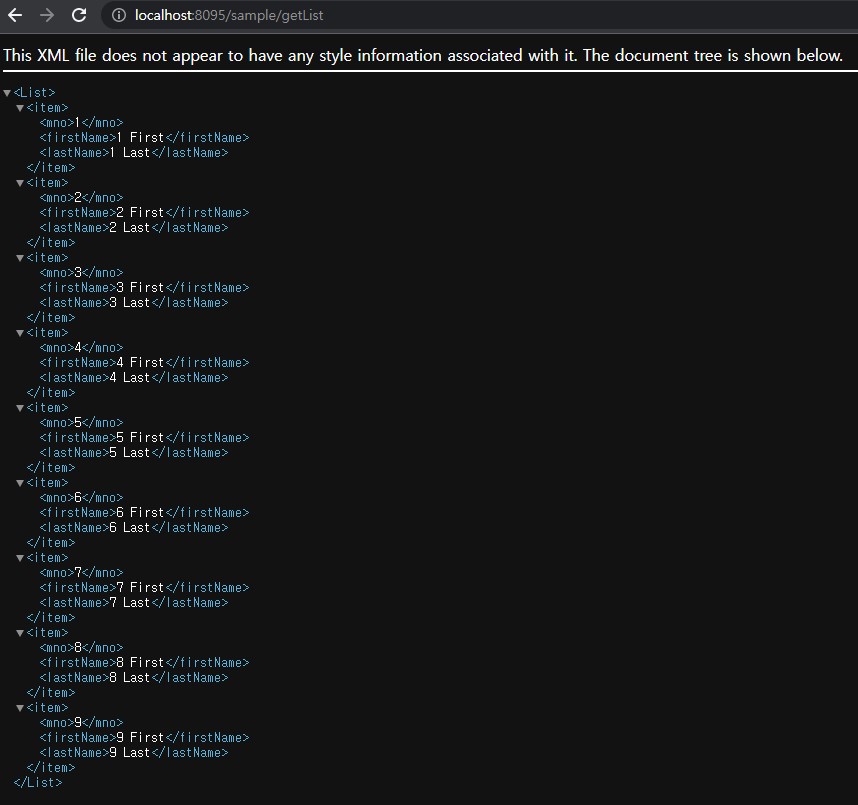 localhost:8095/sample/getList
This XML file does not appear to have any style information associated with it. The document tree is shown below.
▼<List>
▼<item>
<mno>1</mno>
<firstName>1 First</firstName>
<lastName>1 Last</lastName>
</item>
▼<item>
<mno>2</mno>
<firstName>2 First</firstName>
<lastName>2 Last</lastName>
</item>
▼<item>
<mno>3</mno>
<firstName>3 First</firstName>
<lastName>3 Last</lastName>
</item>
▼<item>
<mno>4</mno>
<firstName>4 First</firstName>
<lastName>4 Last</lastName>
</item>
▼<item>
<mno>5</mno>
<firstName>5 First</firstName>
<lastName>5 Last</lastName>
</item>
▼<item>
<mno>6</mno>
<firstName>6 First</firstName>
<lastName>6 Last</lastName>
</item>
▼<item>
<mno>7</mno>
<firstName>7 First</firstName>
<lastName>7 Last</lastName>
</item>
▼<item>
<mno>8</mno>
<firstName>8 First</firstName>
<lastName>8 Last</lastName>
</item>
▼<item>
<mno>9</mno>
<firstName>9 First</firstName>
<lastName>9 Last</lastName>
</item>
</List>